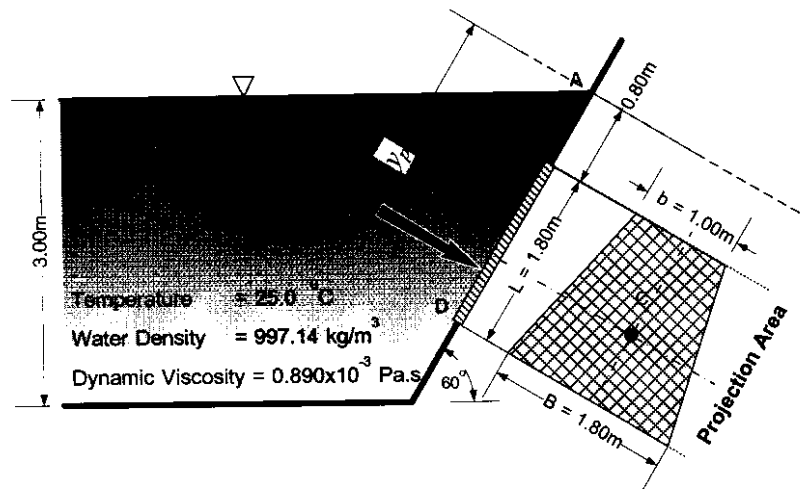 A
0.80m
yₚ
b = 1.00m
3.00m
L = 1.80m
Temperature = 25.0 °C
D
Water Density = 997.14 kg/m³
Dynamic Viscosity = 0.890x10⁻³ Pa.s
60°
B = 1.80m
Projection Area